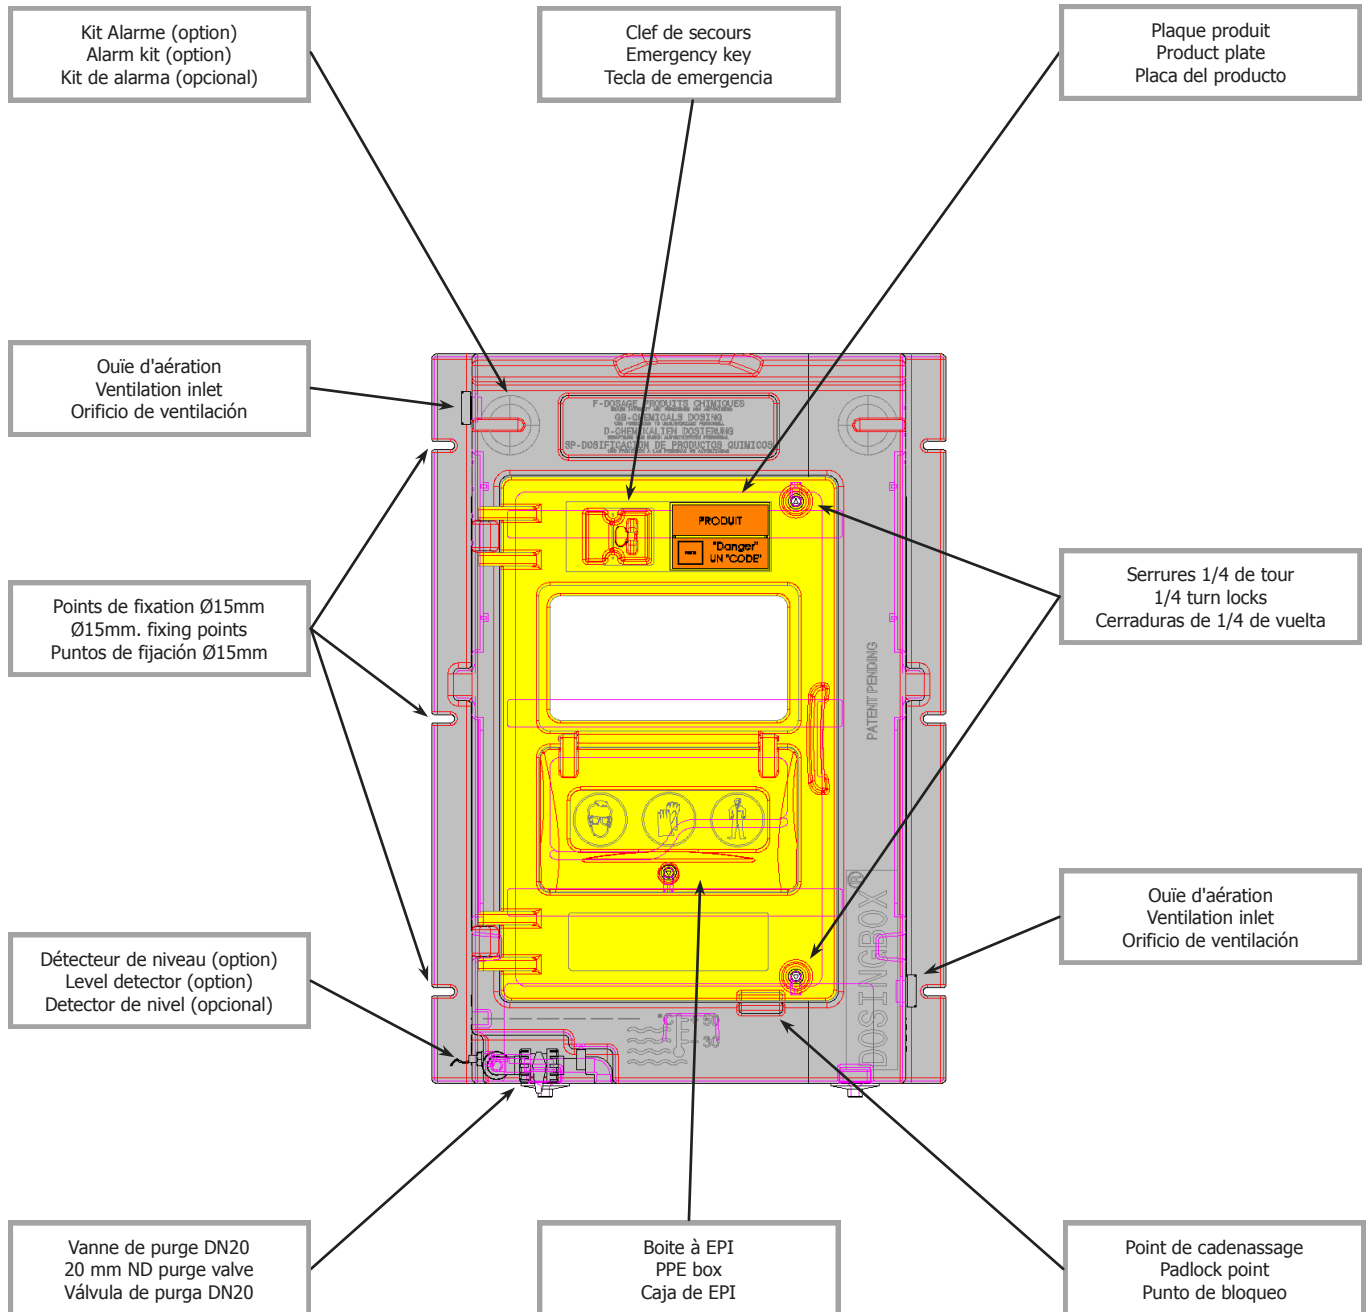 Kit Alarme (option)
Alarm kit (option)
Kit de alarma (opcional)
Clef de secours
Emergency key
Tecla de emergencia
Plaque produit
Product plate
Placa del producto
Ouïe d'aération
Ventilation inlet
Orificio de ventilación
F-DOSAGE PRODUITS CHIMIQUES
GB-CHEMICALS DOSING
D-CHEMIKALIEN DOSIERUNG
SP-DOSIFICACION DE PRODUCTOS QUIMICOS
PRODUIT
"Danger"
UN "CODE"
Points de fixation Ø15mm
Ø15mm. fixing points
Puntos de fijación Ø15mm
Serrures 1/4 de tour
1/4 turn locks
Cerraduras de 1/4 de vuelta
PATENT PENDING
Ouïe d'aération
Ventilation inlet
Orificio de ventilación
DOSINGBOX®
Détecteur de niveau (option)
Level detector (option)
Detector de nivel (opcional)
50
30
Vanne de purge DN20
20 mm ND purge valve
Válvula de purga DN20
Boite à EPI
PPE box
Caja de EPI
Point de cadenassage
Padlock point
Punto de bloqueo